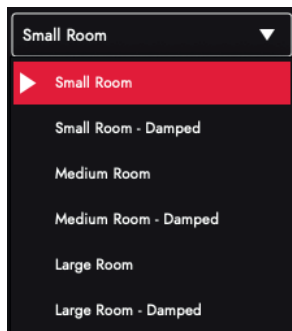 Small Room
Small Room
Small Room - Damped
Medium Room
Medium Room - Damped
Large Room
Large Room - Damped